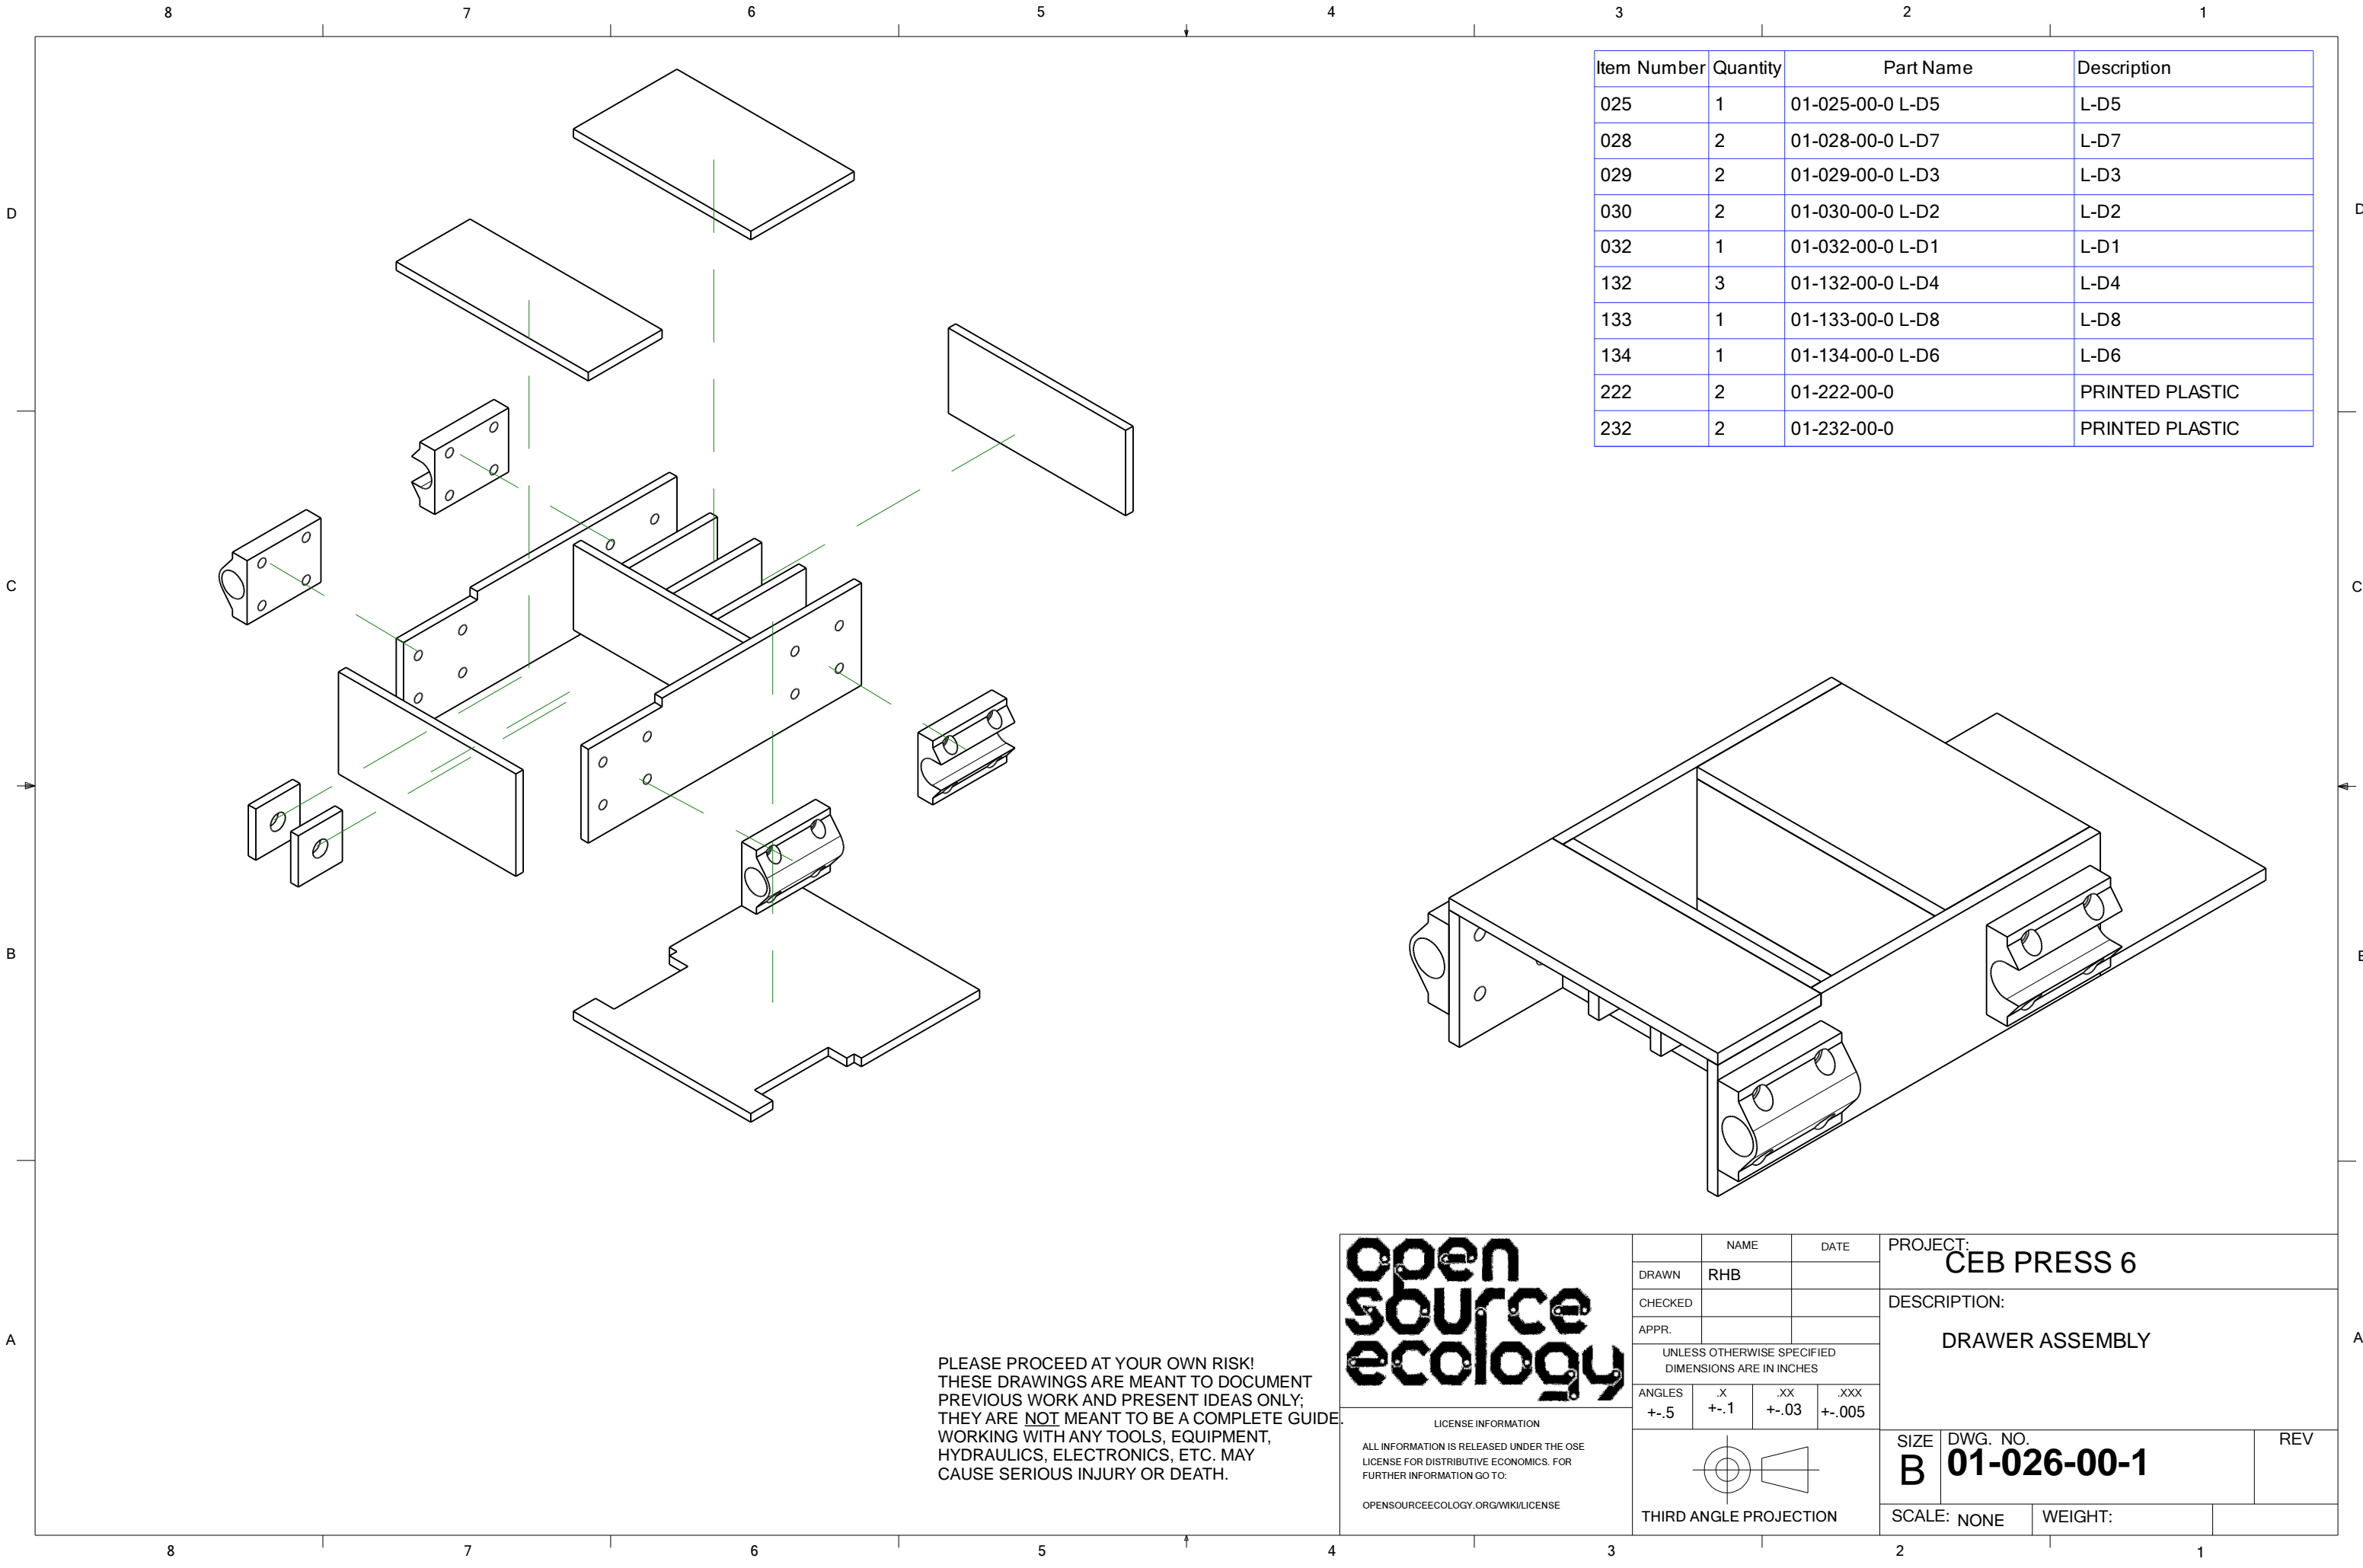 8 7 6 5 4 3 2 1
Item Number Quantity Part Name Description
025 1 01-025-00-0 L-D5 L-D5
028 2 01-028-00-0 L-D7 L-D7
029 2 01-029-00-0 L-D3 L-D3
030 2 01-030-00-0 L-D2 L-D2
032 1 01-032-00-0 L-D1 L-D1
132 3 01-132-00-0 L-D4 L-D4
133 1 01-133-00-0 L-D8 L-D8
134 1 01-134-00-0 L-D6 L-D6
222 2 01-222-00-0 PRINTED PLASTIC
232 2 01-232-00-0 PRINTED PLASTIC
D D
C C
B B
A A
PLEASE PROCEED AT YOUR OWN RISK!
THESE DRAWINGS ARE MEANT TO DOCUMENT
PREVIOUS WORK AND PRESENT IDEAS ONLY;
THEY ARE NOT MEANT TO BE A COMPLETE GUIDE.
WORKING WITH ANY TOOLS, EQUIPMENT,
HYDRAULICS, ELECTRONICS, ETC. MAY
CAUSE SERIOUS INJURY OR DEATH.
open
source
ecology
LICENSE INFORMATION
ALL INFORMATION IS RELEASED UNDER THE OSE
LICENSE FOR DISTRIBUTIVE ECONOMICS. FOR
FURTHER INFORMATION GO TO:
OPENSOURCEECOLOGY.ORG/WIKI/LICENSE
NAME DATE
DRAWN RHB
CHECKED
APPR.
UNLESS OTHERWISE SPECIFIED
DIMENSIONS ARE IN INCHES
ANGLES .X .XX .XXX
+-.5 +-.1 +-.03 +-.005
THIRD ANGLE PROJECTION
PROJECT:
CEB PRESS 6
DESCRIPTION:
DRAWER ASSEMBLY
SIZE DWG. NO. REV
B 01-026-00-1
SCALE: NONE WEIGHT:
8 7 6 5 4 3 2 1